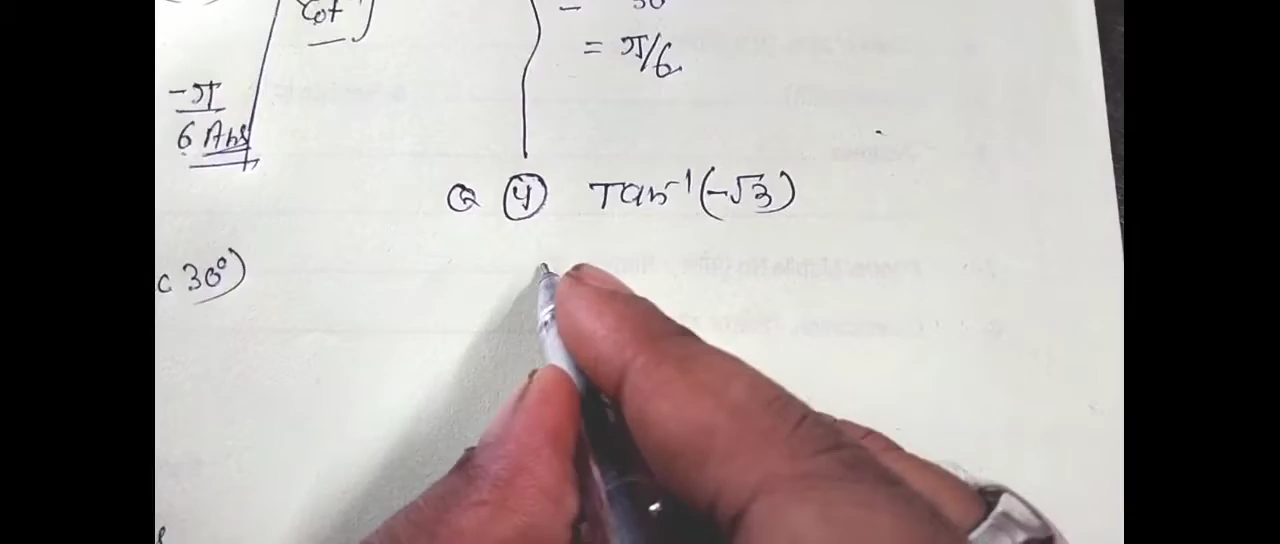 Cot
= π/6
-π
6 Ans
Q ④ Tan⁻¹(-√3)
c 30°)